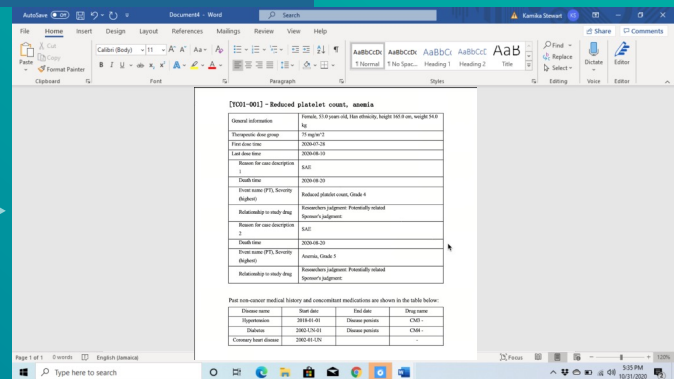 AutoSave Off
Document4 - Word
Search
Kamika Stewart
File Home Insert Design Layout References Mailings Review View Help
Share Comments
Paste
Cut
Copy
Format Painter
Calibri (Body) 11
Normal
No Spac...
Heading 1
Heading 2
Title
Find
Replace
Select
Dictate
Editor
Clipboard Font Paragraph Styles Editing Voice Editor
[YC01-001] - Reduced platelet count, anemia
General information Female, 53.0 years old, Han ethnicity, height 165.0 cm, weight 54.0
kg
Therapeutic dose group 75 mg/m^2
First dose time 2020-07-28
Last dose time 2020-08-10
Reason for case description
1 SAE
Death time 2020-08-20
Event name (PT), Severity
(highest) Reduced platelet count, Grade 4
Relationship to study drug Researchers judgment: Potentially related
Sponsor's judgment:
Reason for case description
2 SAE
Death time 2020-08-20
Event name (PT), Severity
(highest) Anemia, Grade 5
Relationship to study drug Researchers judgment: Potentially related
Sponsor's judgment:
Past non-cancer medical history and concomitant medications are shown in the table below:
Disease name Start date End date Drug name
Hypertension 2018-01-01 Disease persists CM3 -
Diabetes 2002-UN-01 Disease persists CM4 -
Coronary heart disease 2002-01-UN -
Page 1 of 1 0 words English (Jamaica)
Focus
120%
Type here to search
5:35 PM
10/31/2020